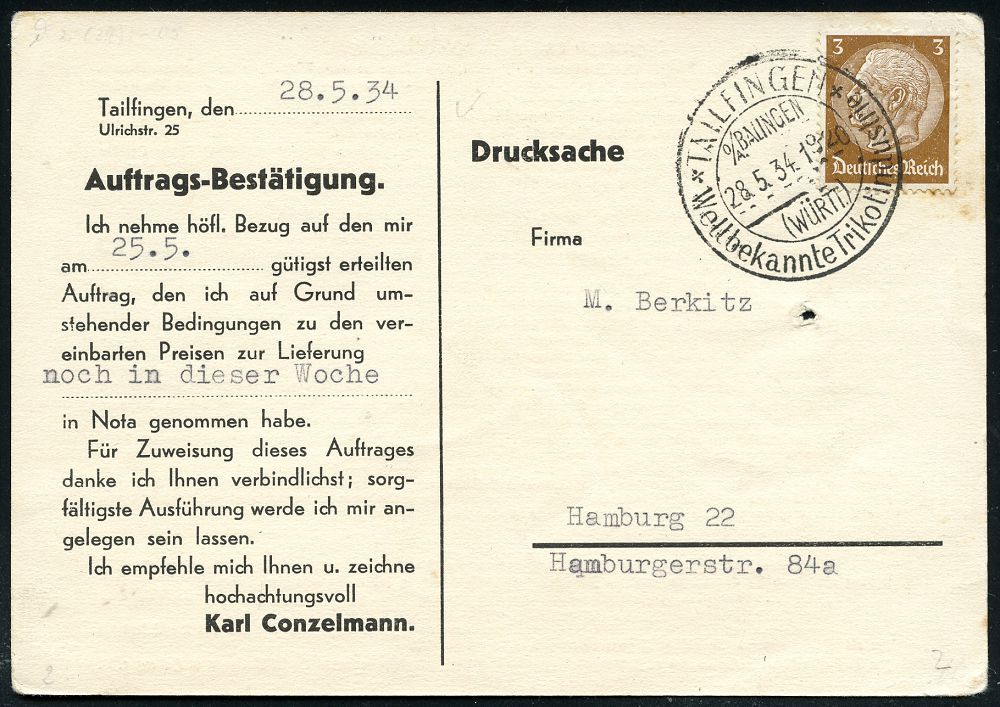 Tailfingen, den 28.5.34
Ulrichstr. 25
Auftrags-Bestätigung.
Ich nehme höfl. Bezug auf den mir
am 25.5. gütigst erteilten
Auftrag, den ich auf Grund um-
stehender Bedingungen zu den ver-
einbarten Preisen zur Lieferung
noch in dieser Woche
in Nota genommen habe.
Für Zuweisung dieses Auftrages
danke ich Ihnen verbindlichst; sorg-
fältigste Ausführung werde ich mir an-
gelegen sein lassen.
Ich empfehle mich Ihnen u. zeichne
hochachtungsvoll
Karl Conzelmann.
Drucksache
Firma
M. Berkitz
Hamburg 22
Hamburgerstr. 84a
3 3
Deutsches Reich
TAILFINGEN
o/A. BALINGEN
28.5.34.
(WÜRTT)
Weltbekannte Trikotindustrie
2
2